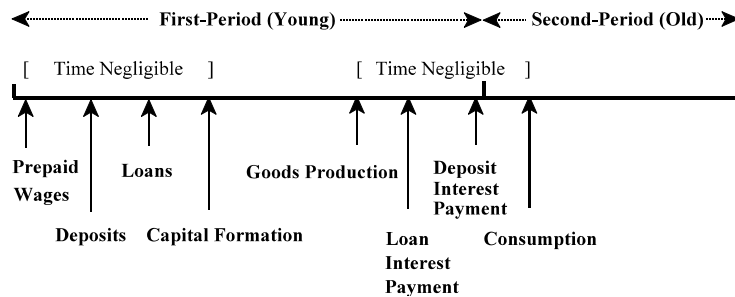 First-Period (Young) Second-Period (Old)
[ Time Negligible ] [ Time Negligible ]
Prepaid
Wages
Deposits
Loans
Capital Formation
Goods Production
Loan
Interest
Payment
Deposit
Interest
Payment
Consumption